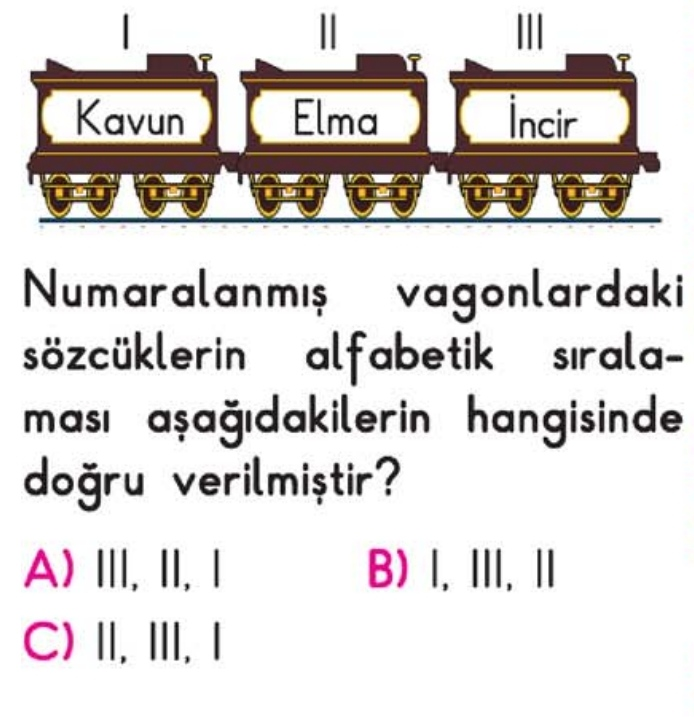 I II III
Kavun Elma İncir
Numaralanmış vagonlardaki
sözcüklerin alfabetik sırala-
ması aşağıdakilerin hangisinde
doğru verilmiştir?
A) III, II, I B) I, III, II
C) II, III, I